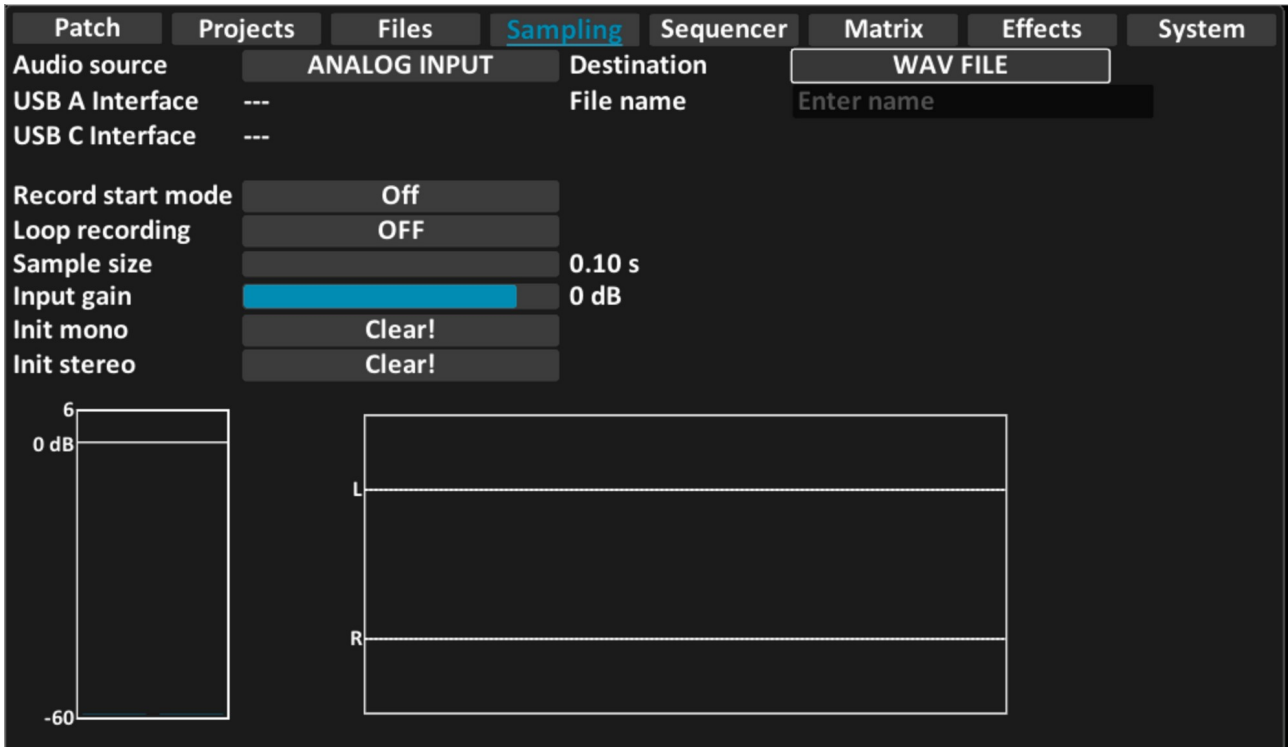 Patch Projects Files Sampling Sequencer Matrix Effects System
Audio source ANALOG INPUT Destination WAV FILE
USB A Interface --- File name Enter name
USB C Interface ---
Record start mode Off
Loop recording OFF
Sample size 0.10 s
Input gain 0 dB
Init mono Clear!
Init stereo Clear!
6
0 dB
L
R
-60